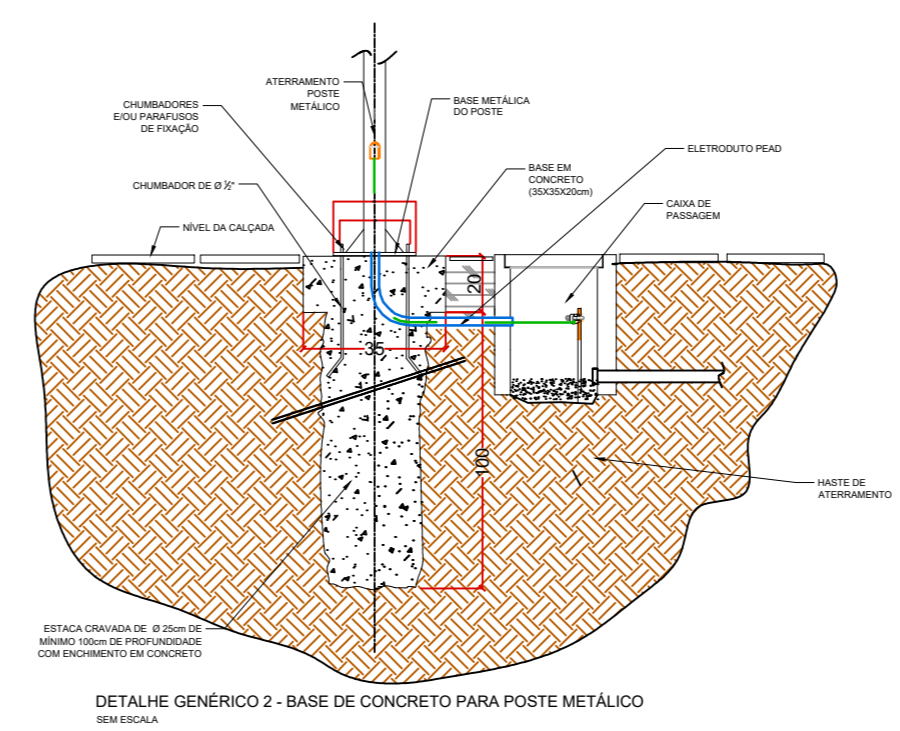 ATERRAMENTO
POSTE
METÁLICO
CHUMBADORES
E/OU PARAFUSOS
DE FIXAÇÃO
BASE METÁLICA
DO POSTE
ELETRODUTO PEAD
BASE EM
CONCRETO
(35X35X20cm)
CHUMBADOR DE Ø ½"
CAIXA DE
PASSAGEM
NÍVEL DA CALÇADA
20
35
100
HASTE DE
ATERRAMENTO
ESTACA CRAVADA DE Ø 25cm DE
MÍNIMO 100cm DE PROFUNDIDADE
COM ENCHIMENTO EM CONCRETO
DETALHE GENÉRICO 2 - BASE DE CONCRETO PARA POSTE METÁLICO
SEM ESCALA